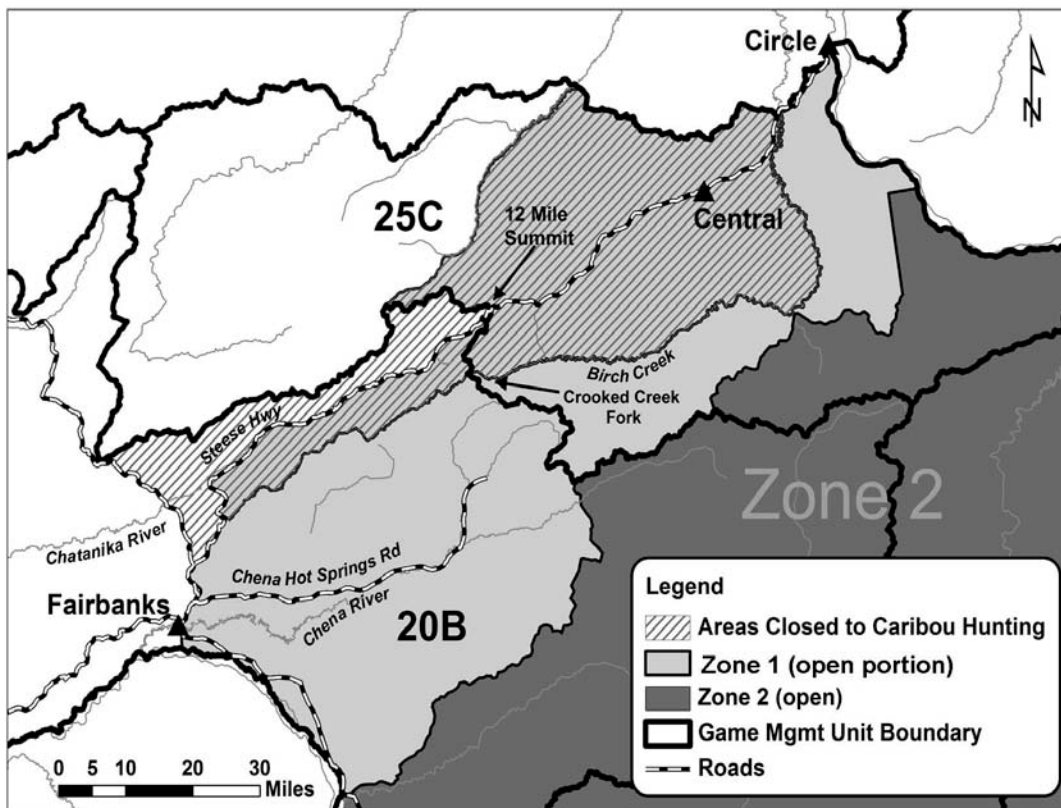 Circle
N
25C
12 Mile
Summit
Central
Birch Creek
Crooked Creek
Fork
Steese Hwy
Zone 2
Chatanika River
Chena Hot Springs Rd
Fairbanks
Chena River
20B
Legend
Areas Closed to Caribou Hunting
Zone 1 (open portion)
Zone 2 (open)
Game Mgmt Unit Boundary
Roads
0 5 10 20 30
Miles